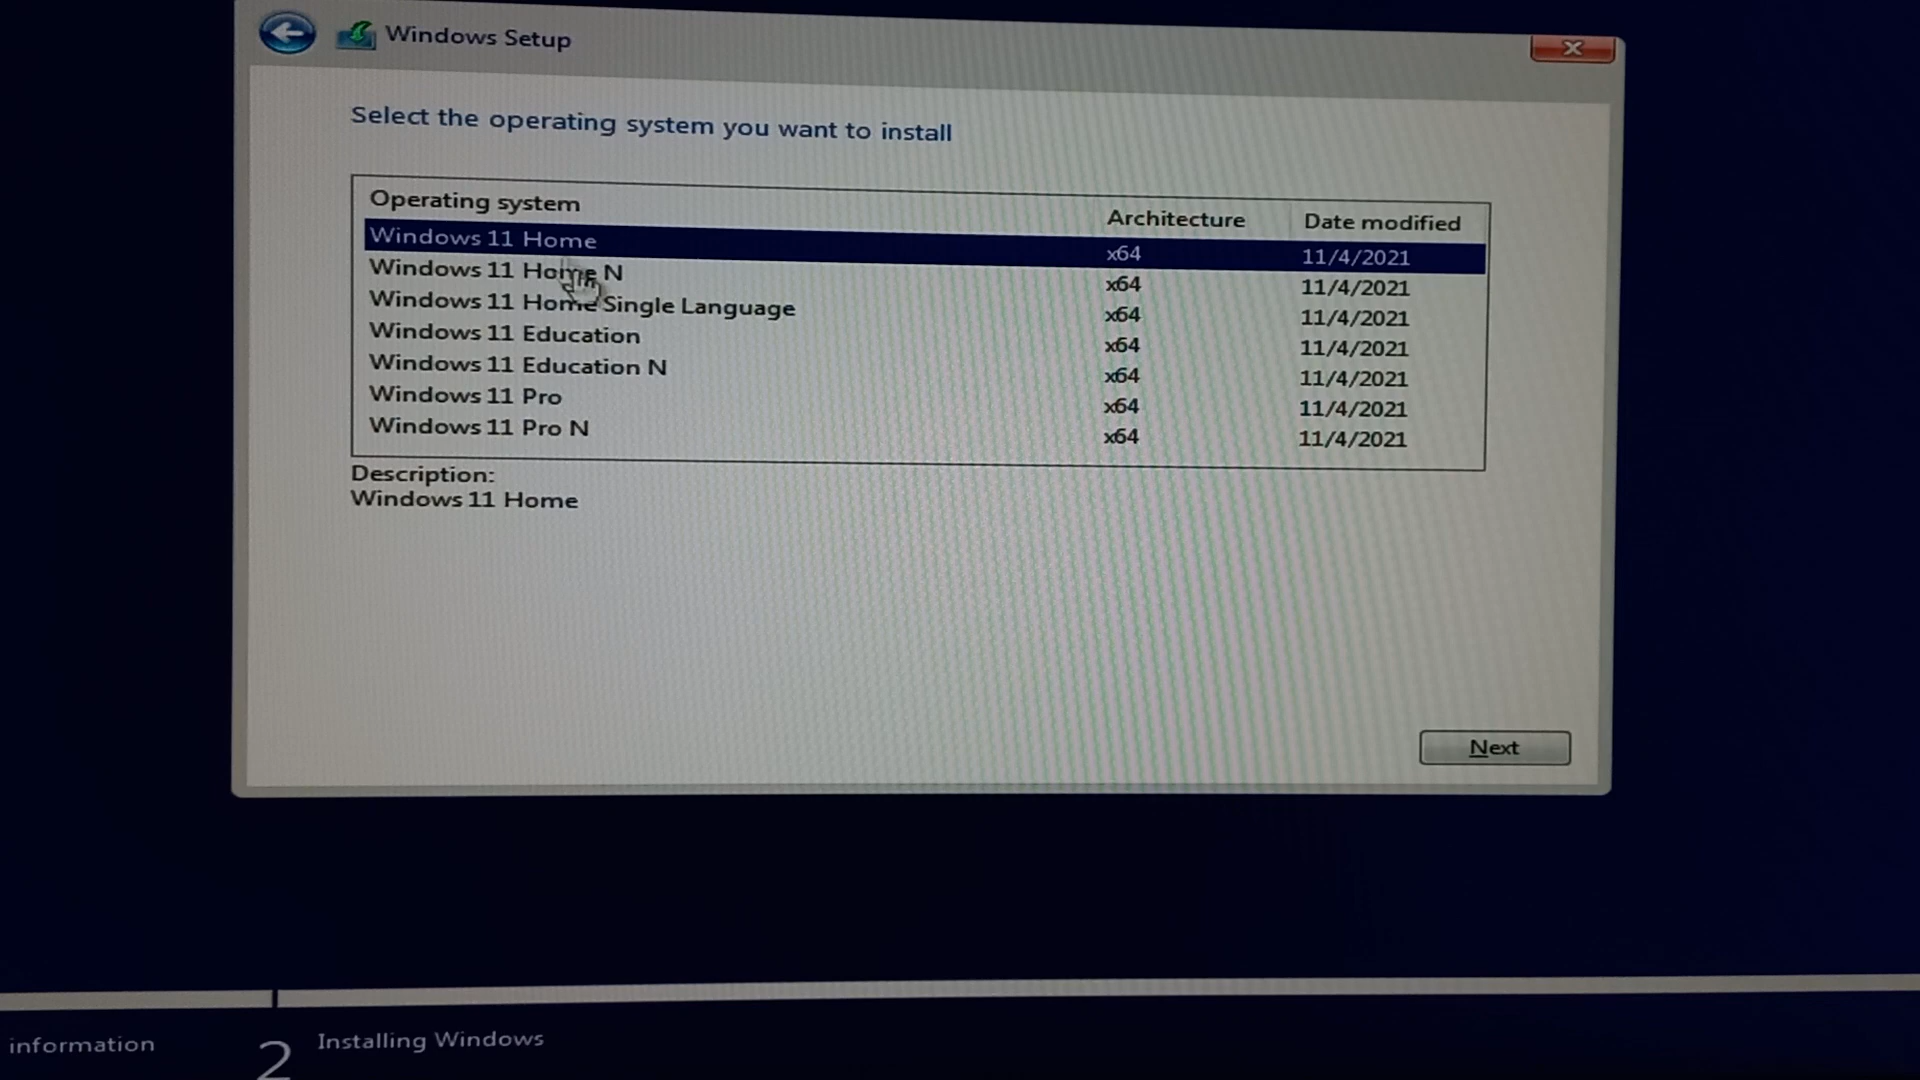 Windows Setup
Select the operating system you want to install
Operating system Architecture Date modified
Windows 11 Home x64 11/4/2021
Windows 11 Home N x64 11/4/2021
Windows 11 Home Single Language x64 11/4/2021
Windows 11 Education x64 11/4/2021
Windows 11 Education N x64 11/4/2021
Windows 11 Pro x64 11/4/2021
Windows 11 Pro N x64 11/4/2021
Description:
Windows 11 Home
Next
information 2 Installing Windows